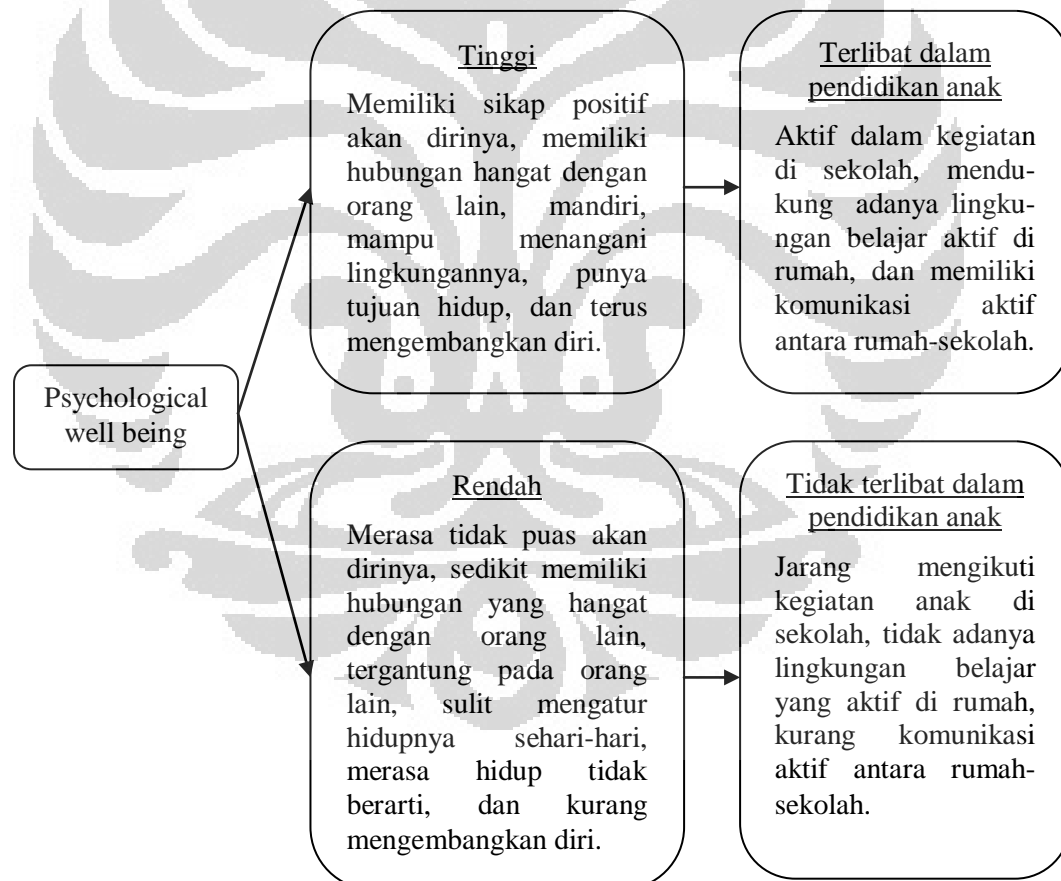 Tinggi
Memiliki sikap positif
akan dirinya, memiliki
hubungan hangat dengan
orang lain, mandiri,
mampu menangani
lingkungannya, punya
tujuan hidup, dan terus
mengembangkan diri.
Terlibat dalam
pendidikan anak
Aktif dalam kegiatan
di sekolah, mendu-
kung adanya lingku-
ngan belajar aktif di
rumah, dan memiliki
komunikasi aktif
antara rumah-sekolah.
Psychological
well being
Rendah
Merasa tidak puas akan
dirinya, sedikit memiliki
hubungan yang hangat
dengan orang lain,
tergantung pada orang
lain, sulit mengatur
hidupnya sehari-hari,
merasa hidup tidak
berarti, dan kurang
mengembangkan diri.
Tidak terlibat dalam
pendidikan anak
Jarang mengikuti
kegiatan anak di
sekolah, tidak adanya
lingkungan belajar
yang aktif di rumah,
kurang komunikasi
aktif antara rumah-
sekolah.